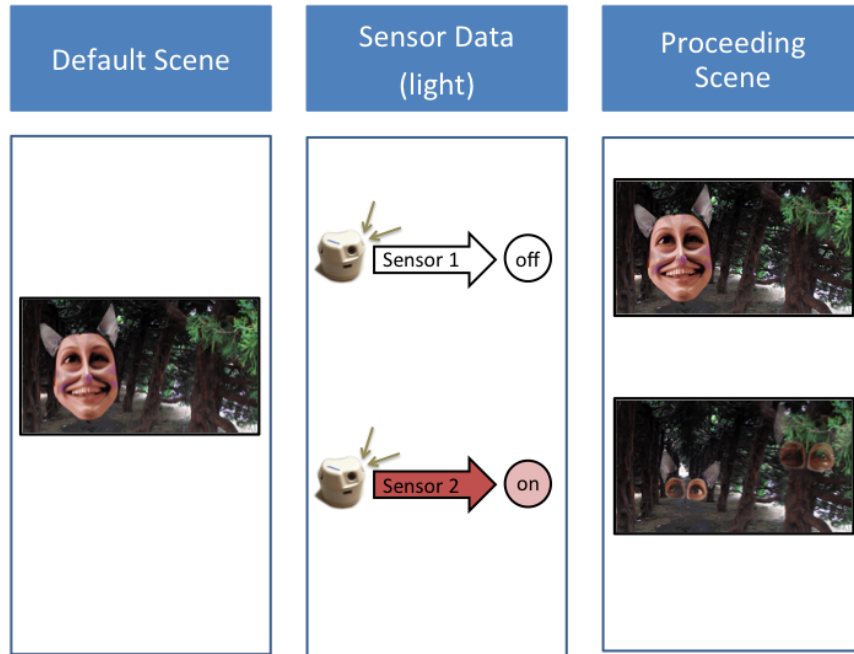 Default Scene
Sensor Data
(light)
Proceeding
Scene
Sensor 1
off
Sensor 2
on